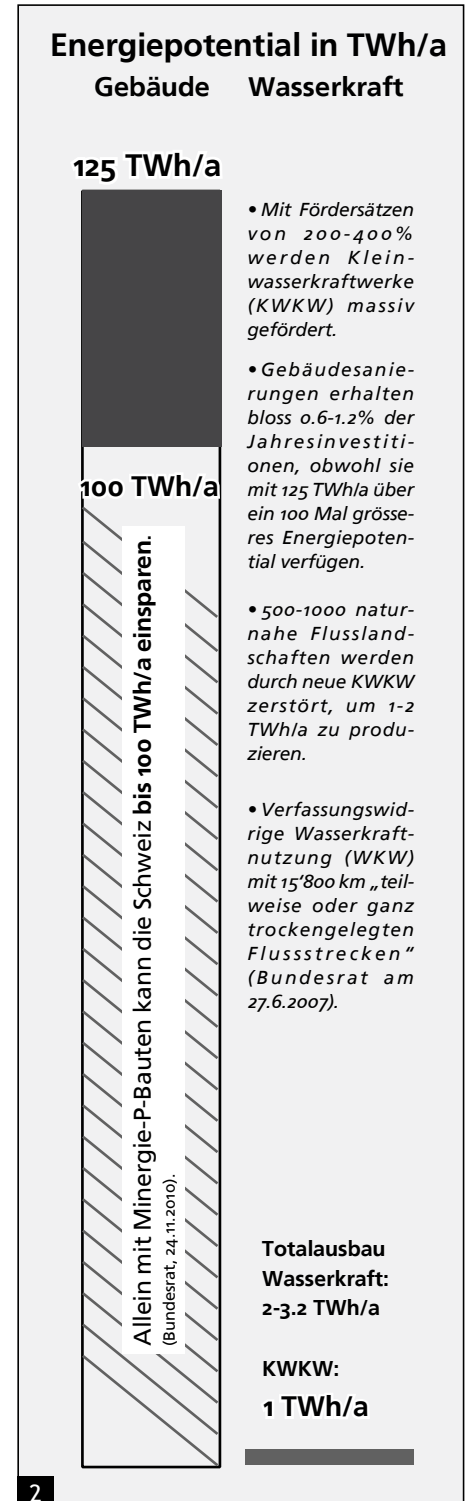 Energiepotential in TWh/a
Gebäude Wasserkraft
125 TWh/a
100 TWh/a
Allein mit Minergie-P-Bauten kann die Schweiz bis 100 TWh/a einsparen.
(Bundesrat, 24.11.2010).
• Mit Fördersätzen
von 200-400%
werden Klein-
wasserkraftwerke
(KWKW) massiv
gefördert.
• Gebäudesanie-
rungen erhalten
bloss 0.6-1.2% der
Jahresinvestiti-
onen, obwohl sie
mit 125 TWh/a über
ein 100 Mal grösse-
res Energiepoten-
tial verfügen.
• 500-1000 natur-
nahe Flussland-
schaften werden
durch neue KWKW
zerstört, um 1-2
TWh/a zu produ-
zieren.
• Verfassungswid-
rige Wasserkraft-
nutzung (WKW)
mit 15'800 km „teil-
weise oder ganz
trockengelegten
Flussstrecken“
(Bundesrat am
27.6.2007).
Totalausbau
Wasserkraft:
2-3.2 TWh/a
KWKW:
1 TWh/a
2